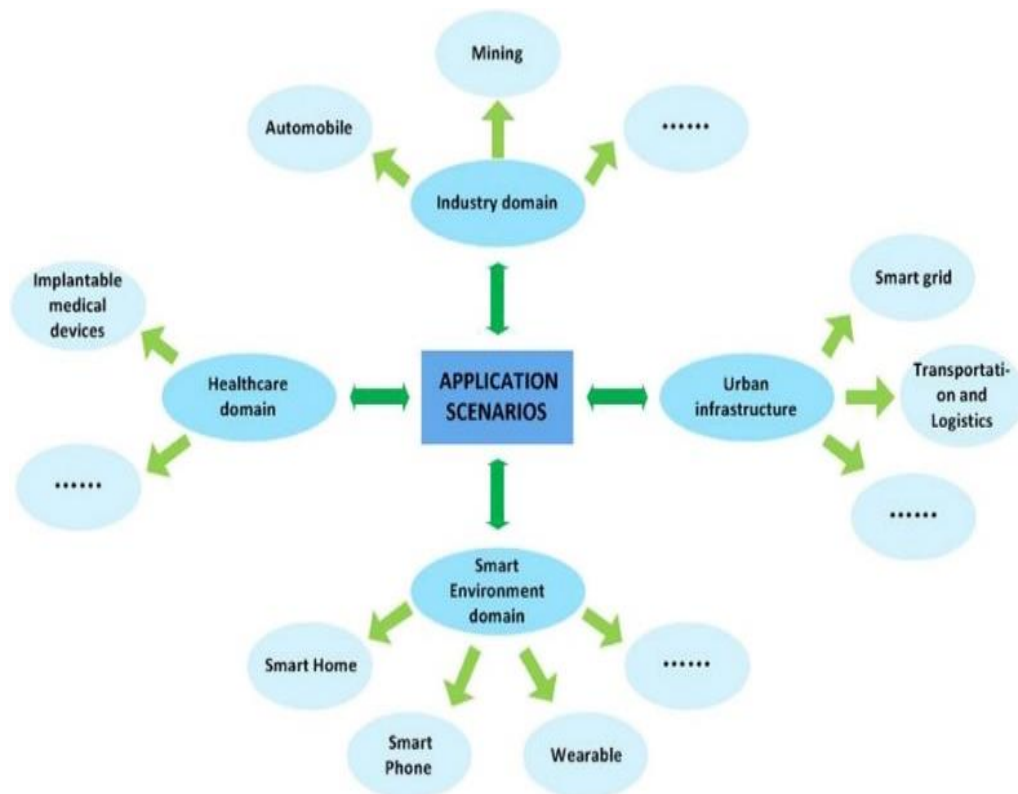 Mining
Automobile
••••••
Industry domain
Implantable
medical
devices
Smart grid
Healthcare
domain
APPLICATION
SCENARIOS
Urban
infrastructure
Transportati-
on and
Logistics
••••••
••••••
Smart
Environment
domain
Smart Home
••••••
Smart
Phone
Wearable